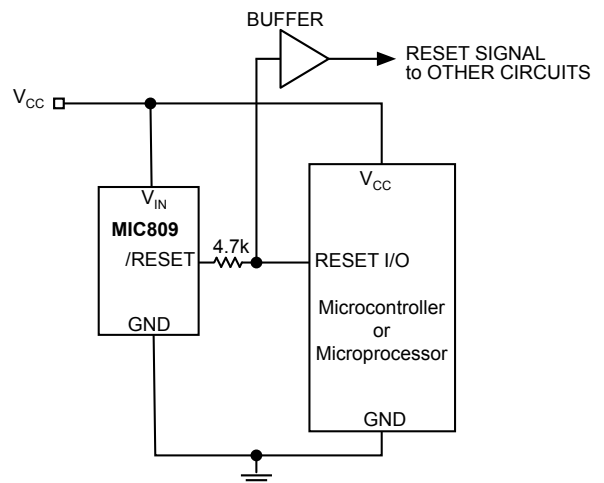 BUFFER
RESET SIGNAL
to OTHER CIRCUITS
VCC
VIN
MIC809
/RESET
GND
4.7k
VCC
RESET I/O
Microcontroller
or
Microprocessor
GND